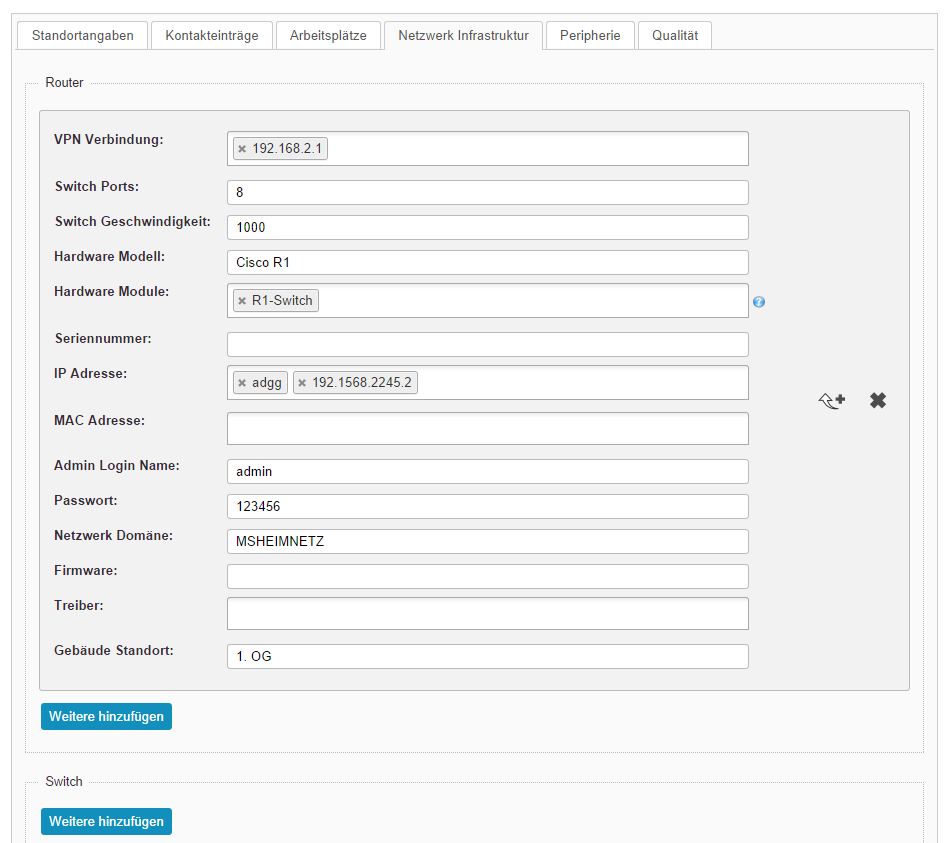 Standortangaben Kontakteinträge Arbeitsplätze Netzwerk Infrastruktur Peripherie Qualität
Router
VPN Verbindung: × 192.168.2.1
Switch Ports: 8
Switch Geschwindigkeit: 1000
Hardware Modell: Cisco R1
Hardware Module: × R1-Switch ?
Seriennummer:
IP Adresse: × adgg × 192.1568.2245.2
MAC Adresse:
Admin Login Name: admin
Passwort: 123456
Netzwerk Domäne: MSHEIMNETZ
Firmware:
Treiber:
Gebäude Standort: 1. OG
Weitere hinzufügen
Switch
Weitere hinzufügen